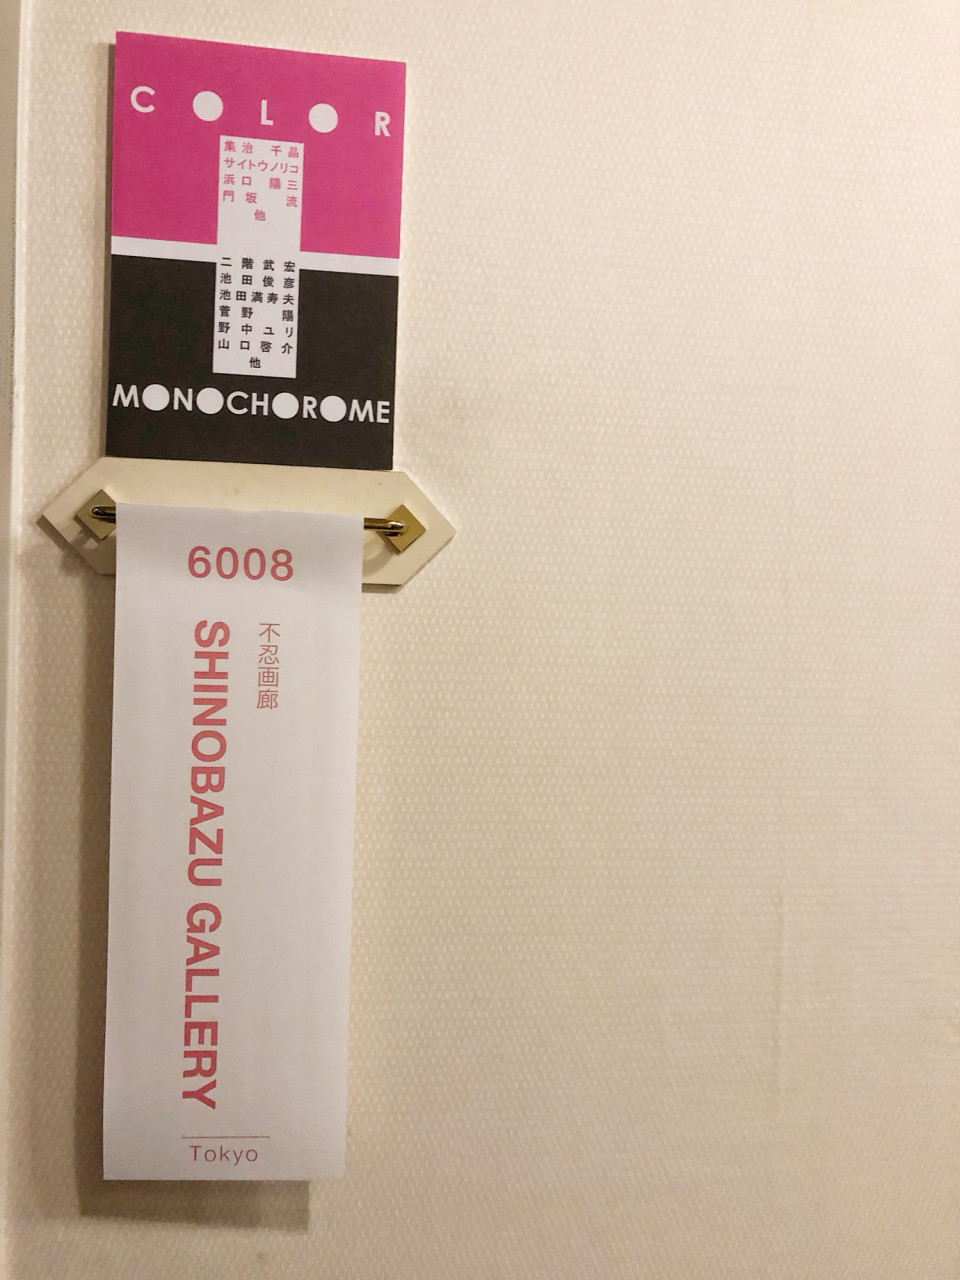 COLOR
集治 千晶
サイトウノリコ
浜口 陽三
門坂 流
他
二階武宏
池田俊彦
池田満寿夫
菅野 陽
野中ユリ
山口啓介
他
MONOCHOROME
6008
不忍画廊
SHINOBAZU GALLERY
Tokyo